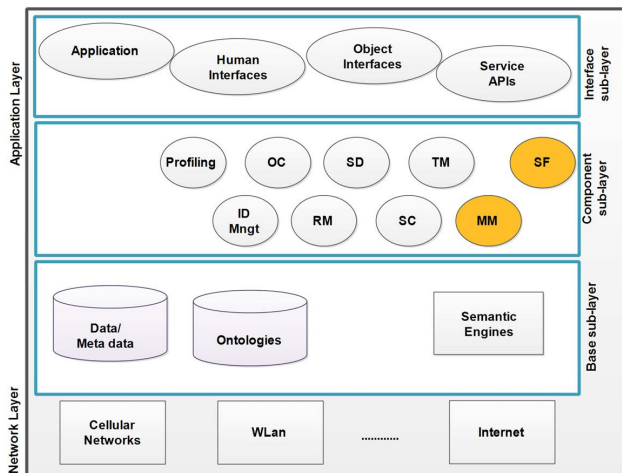 Application Layer
Application
Human
Interfaces
Object
Interfaces
Service
APIs
Interface
sub-layer
Profiling
OC
SD
TM
SF
ID
Mngt
RM
SC
MM
Component
sub-layer
Data/
Meta data
Ontologies
Semantic
Engines
Base sub-layer
Network Layer
Cellular
Networks
WLan
............
Internet